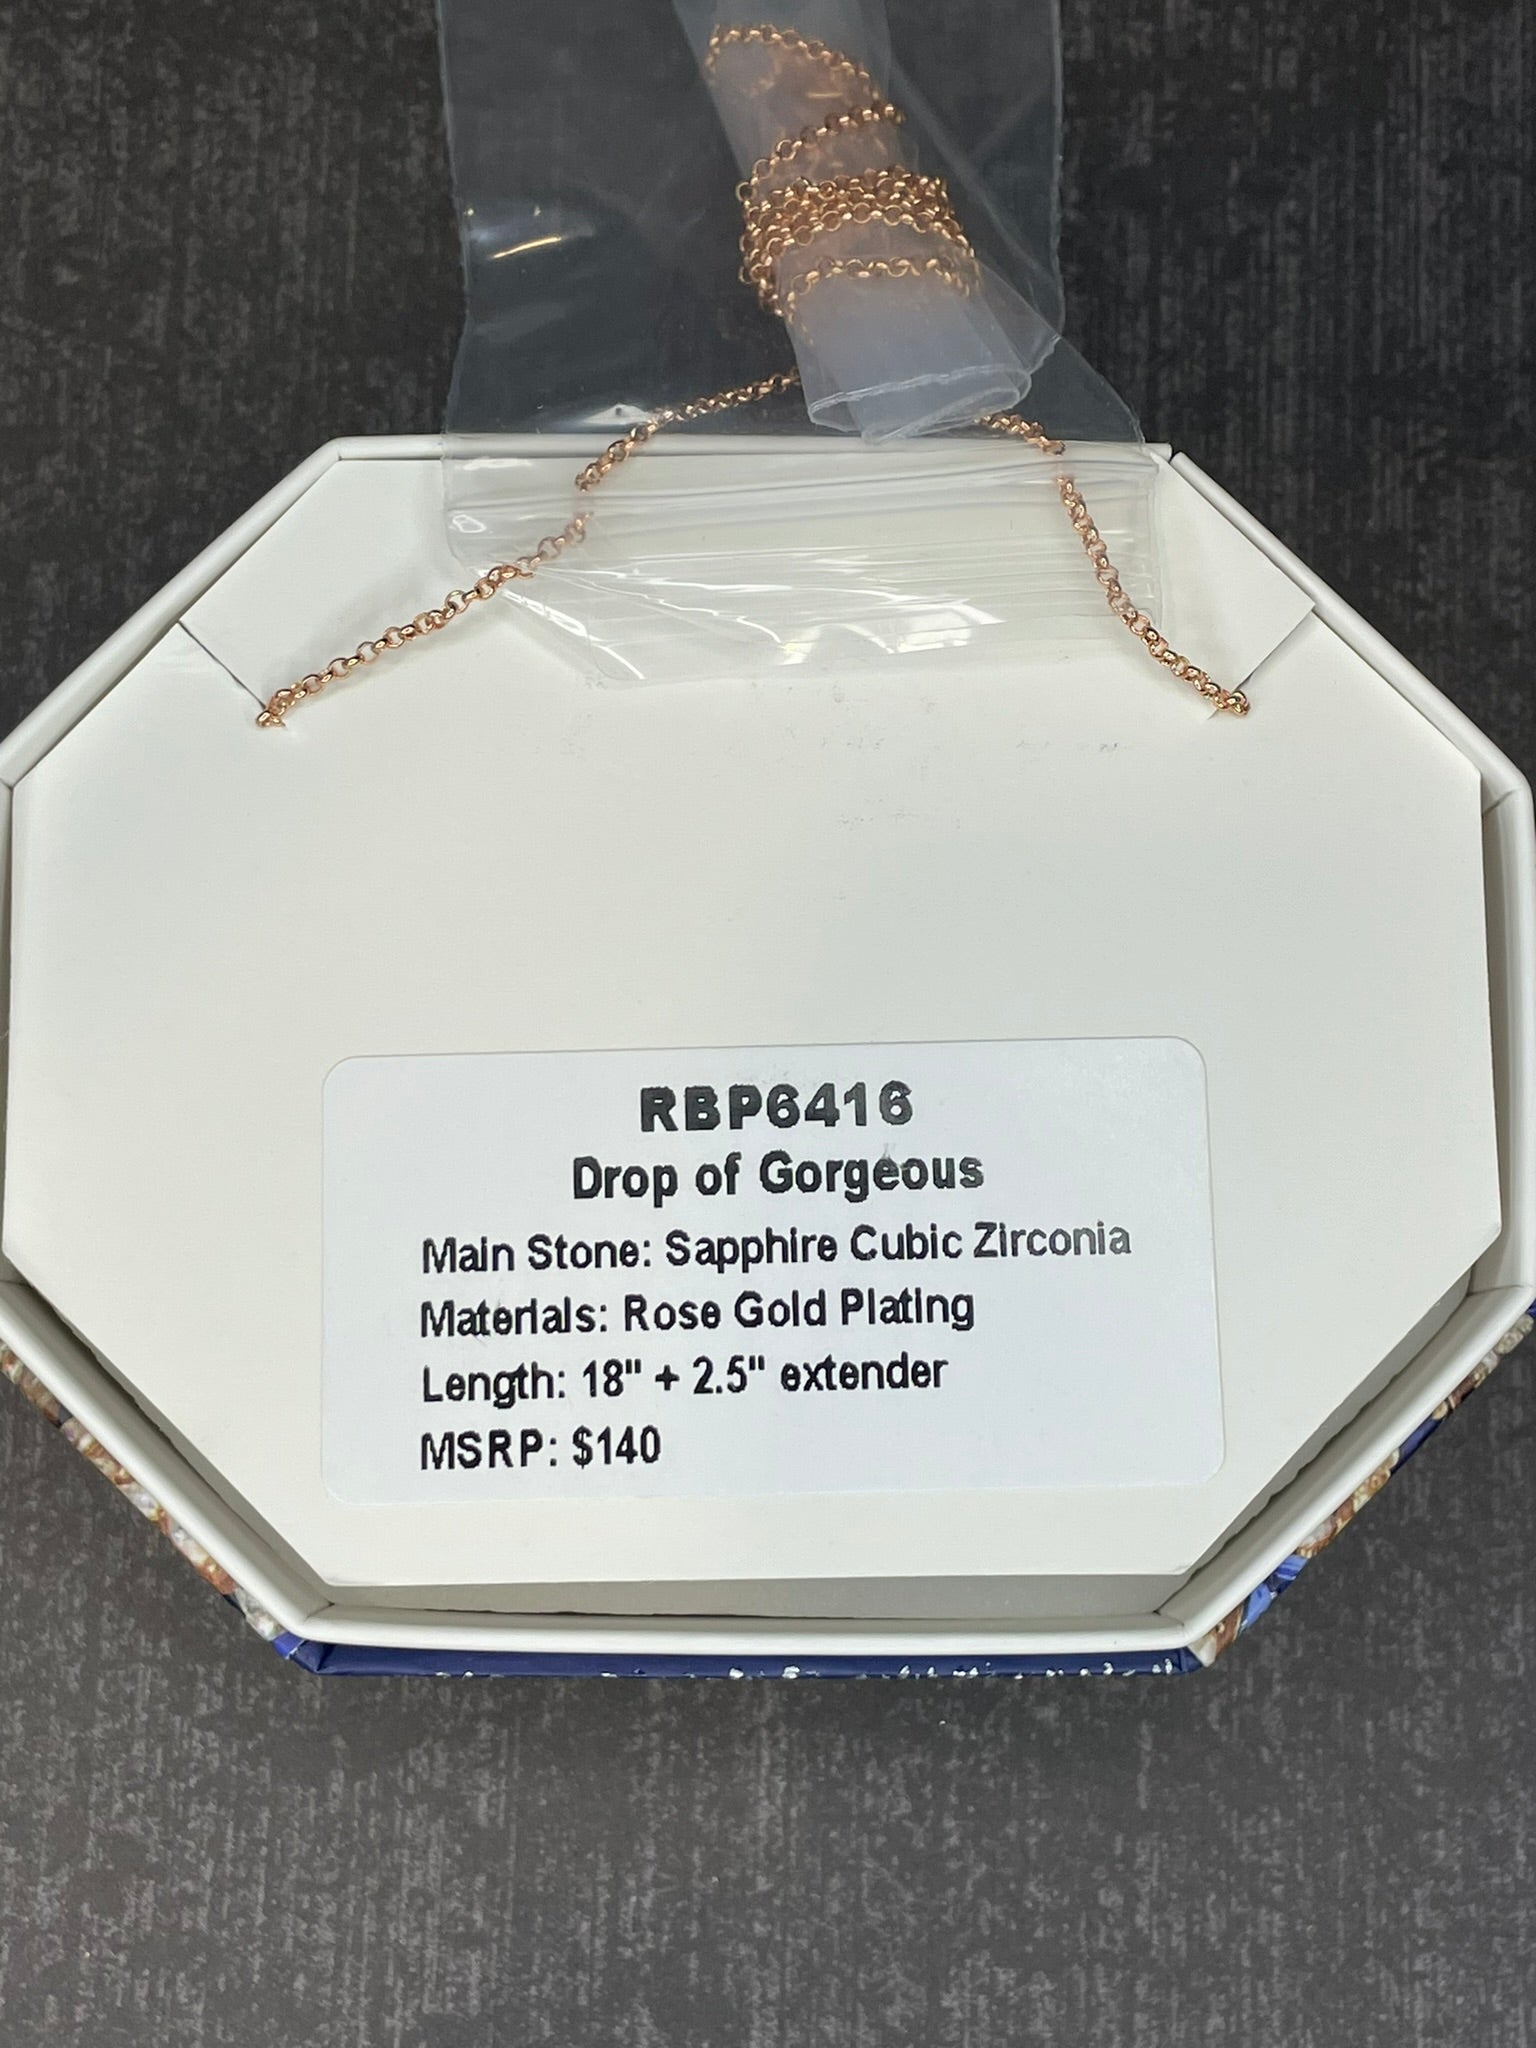 RBP6416
Drop of Gorgeous
Main Stone: Sapphire Cubic Zirconia
Materials: Rose Gold Plating
Length: 18" + 2.5" extender
MSRP: $140